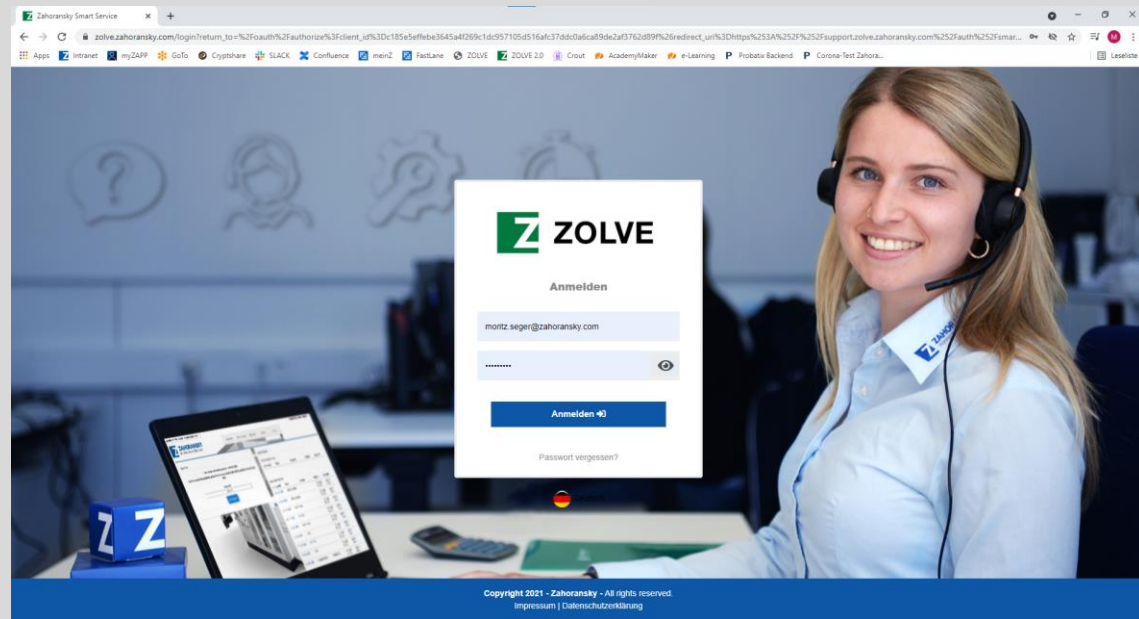 Zahoransky Smart Service
zolve.zahoransky.com/login?return_to=%2Foauth%2Fauthorize%3Fclient_id%3Dc185e5effebe3645a4f269c1dc957105d516afc37ddc0a6ca89de2af3762d89f%26redirect_uri%3Dhttps%253A%252F%252Fsupport.zolve.zahoransky.com%252Fauth%252Fsmar...
Apps Intranet myZAPP GoTo Cryptshare SLACK Confluence meinZ FastLane ZOLVE ZOLVE 2.0 Crout AcademyMaker e-Learning Probatix Backend Corona-Test Zahora... Leseliste
Z ZOLVE
Anmelden
moritz.seger@zahoransky.com
Anmelden
Passwort vergessen?
ZAHOR
Z Z
Copyright 2021 - Zahoransky - All rights reserved.
Impressum | Datenschutzerklärung